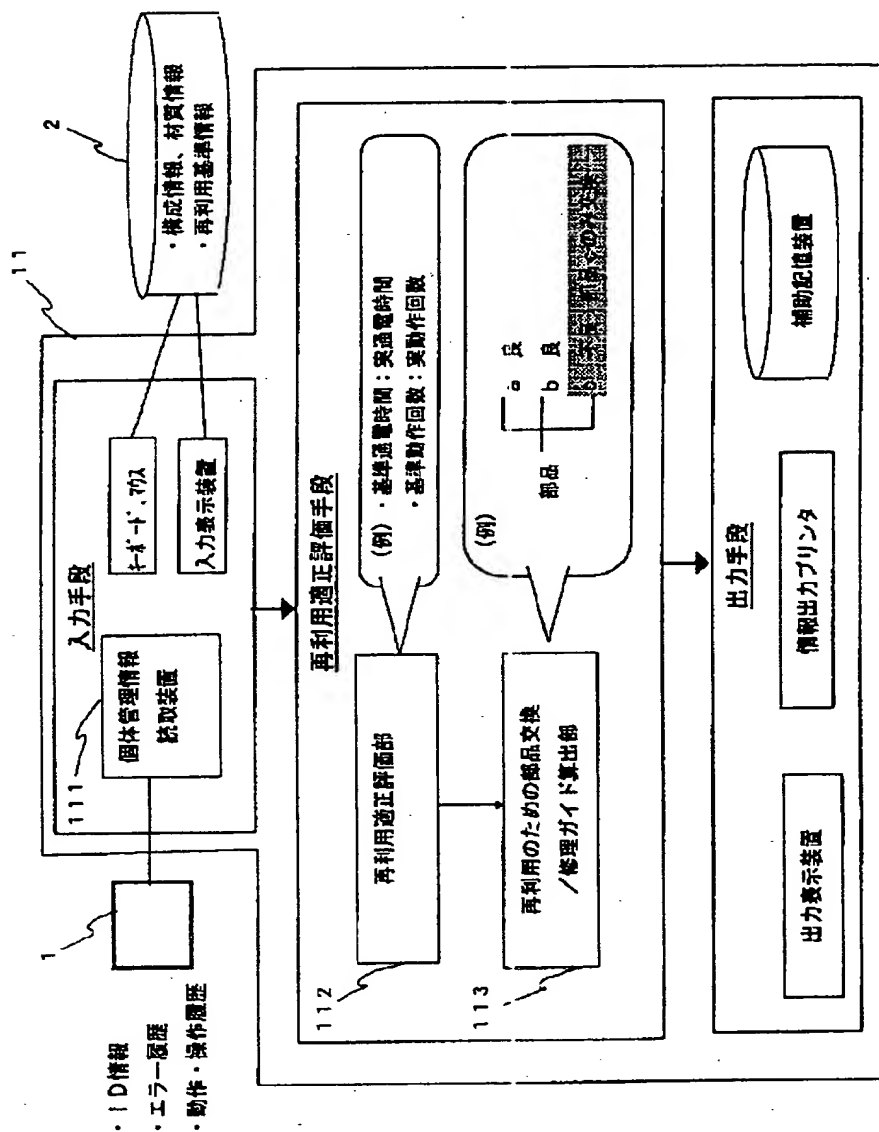 11
2
・構成情報、材質情報
・再利用基準情報
入力手段
キーボード、マウス
入力表示装置
個体管理情報
読取装置
111
1
・ID情報
・エラー履歴
・動作・操作履歴
再利用適正評価手段
(例)・基準通電時間：実通電時間
・基準動作回数：実動作回数
再利用適正評価部
112
(例)
部品
a 良
b 良
再利用のための部品交換
／修理ガイド算出部
113
出力手段
出力表示装置
情報出力プリンタ
補助記憶装置